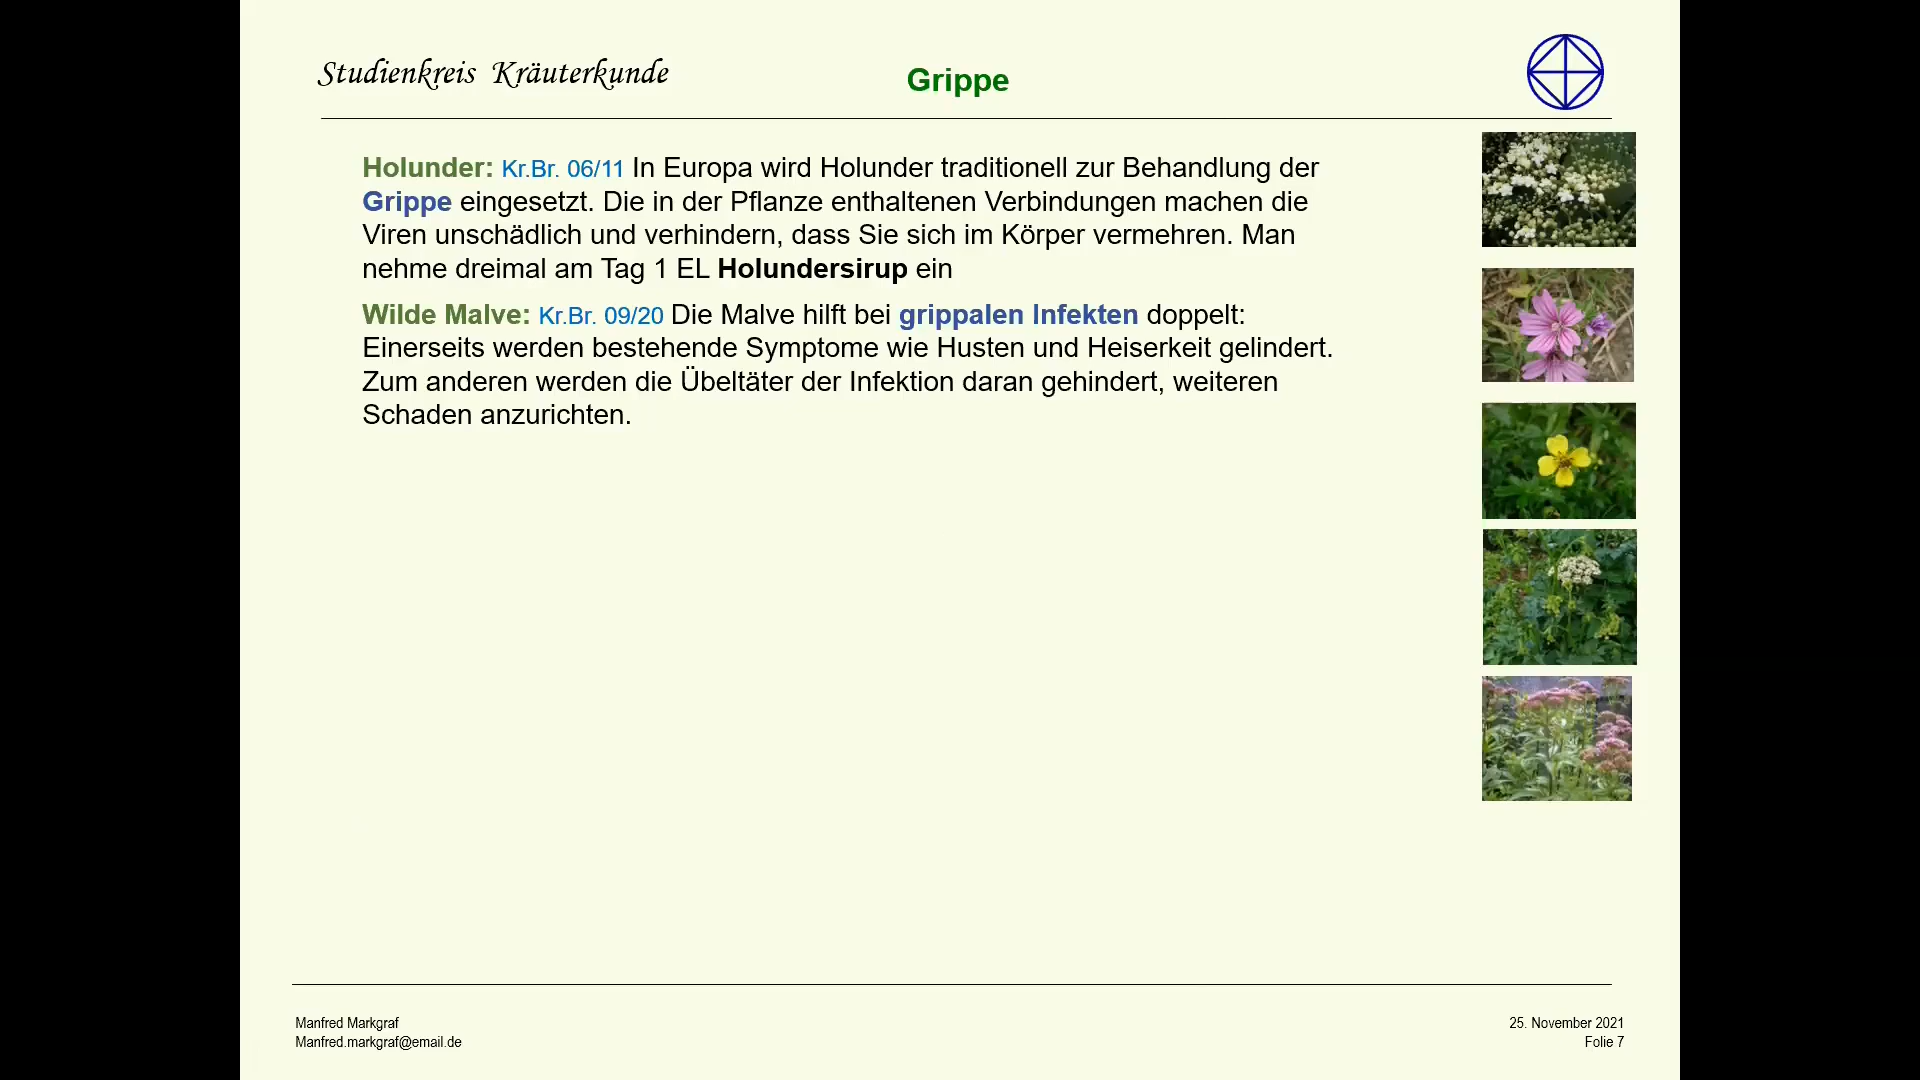 Studienkreis Kräuterkunde
Grippe
Holunder: Kr.Br. 06/11 In Europa wird Holunder traditionell zur Behandlung der
Grippe eingesetzt. Die in der Pflanze enthaltenen Verbindungen machen die
Viren unschädlich und verhindern, dass Sie sich im Körper vermehren. Man
nehme dreimal am Tag 1 EL Holundersirup ein
Wilde Malve: Kr.Br. 09/20 Die Malve hilft bei grippalen Infekten doppelt:
Einerseits werden bestehende Symptome wie Husten und Heiserkeit gelindert.
Zum anderen werden die Übeltäter der Infektion daran gehindert, weiteren
Schaden anzurichten.
Manfred Markgraf
Manfred.markgraf@email.de
25. November 2021
Folie 7